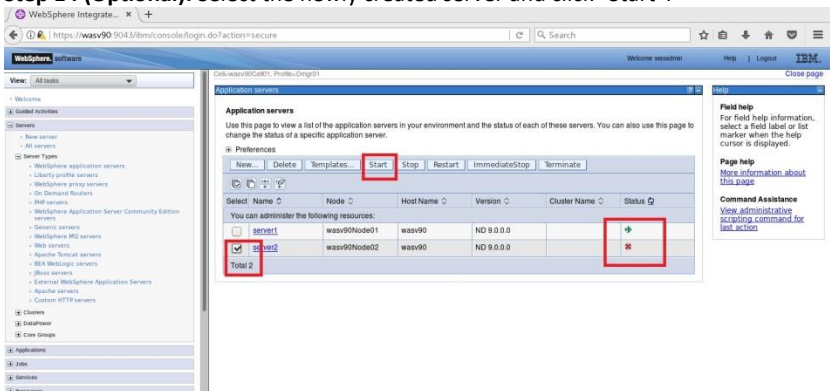 Step 14 (Optional): Select the newly created server and click "Start".
WebSphere Integrate... × +
https://wasv90:9043/ibm/console/login.do?action=secure
Search
WebSphere. software
Welcome wasadmin
Help | Logout
IBM.
View: All tasks
Cell=wasv90Cell01, Profile=Dmgr01
Close page
Welcome
Guided Activities
Servers
New server
All servers
Server Types
WebSphere application servers
Liberty profile servers
WebSphere proxy servers
On Demand Routers
PHP servers
WebSphere Application Server Community Edition
servers
Generic servers
WebSphere MQ servers
Web servers
Apache Tomcat servers
BEA WebLogic servers
JBoss servers
External WebSphere Application Servers
Apache servers
Custom HTTP servers
Clusters
DataPower
Core Groups
Applications
Jobs
Services
Application servers
Application servers
Use this page to view a list of the application servers in your environment and the status of each of these servers. You can also use this page to
change the status of a specific application server.
Preferences
New... Delete Templates... Start Stop Restart ImmediateStop Terminate
Select Name Node Host Name Version Cluster Name Status
You can administer the following resources:
server1 wasv90Node01 wasv90 ND 9.0.0.0
server2 wasv90Node02 wasv90 ND 9.0.0.0
Total 2
Help
Field help
For field help information,
select a field label or list
marker when the help
cursor is displayed.
Page help
More information about
this page
Command Assistance
View administrative
scripting command for
last action